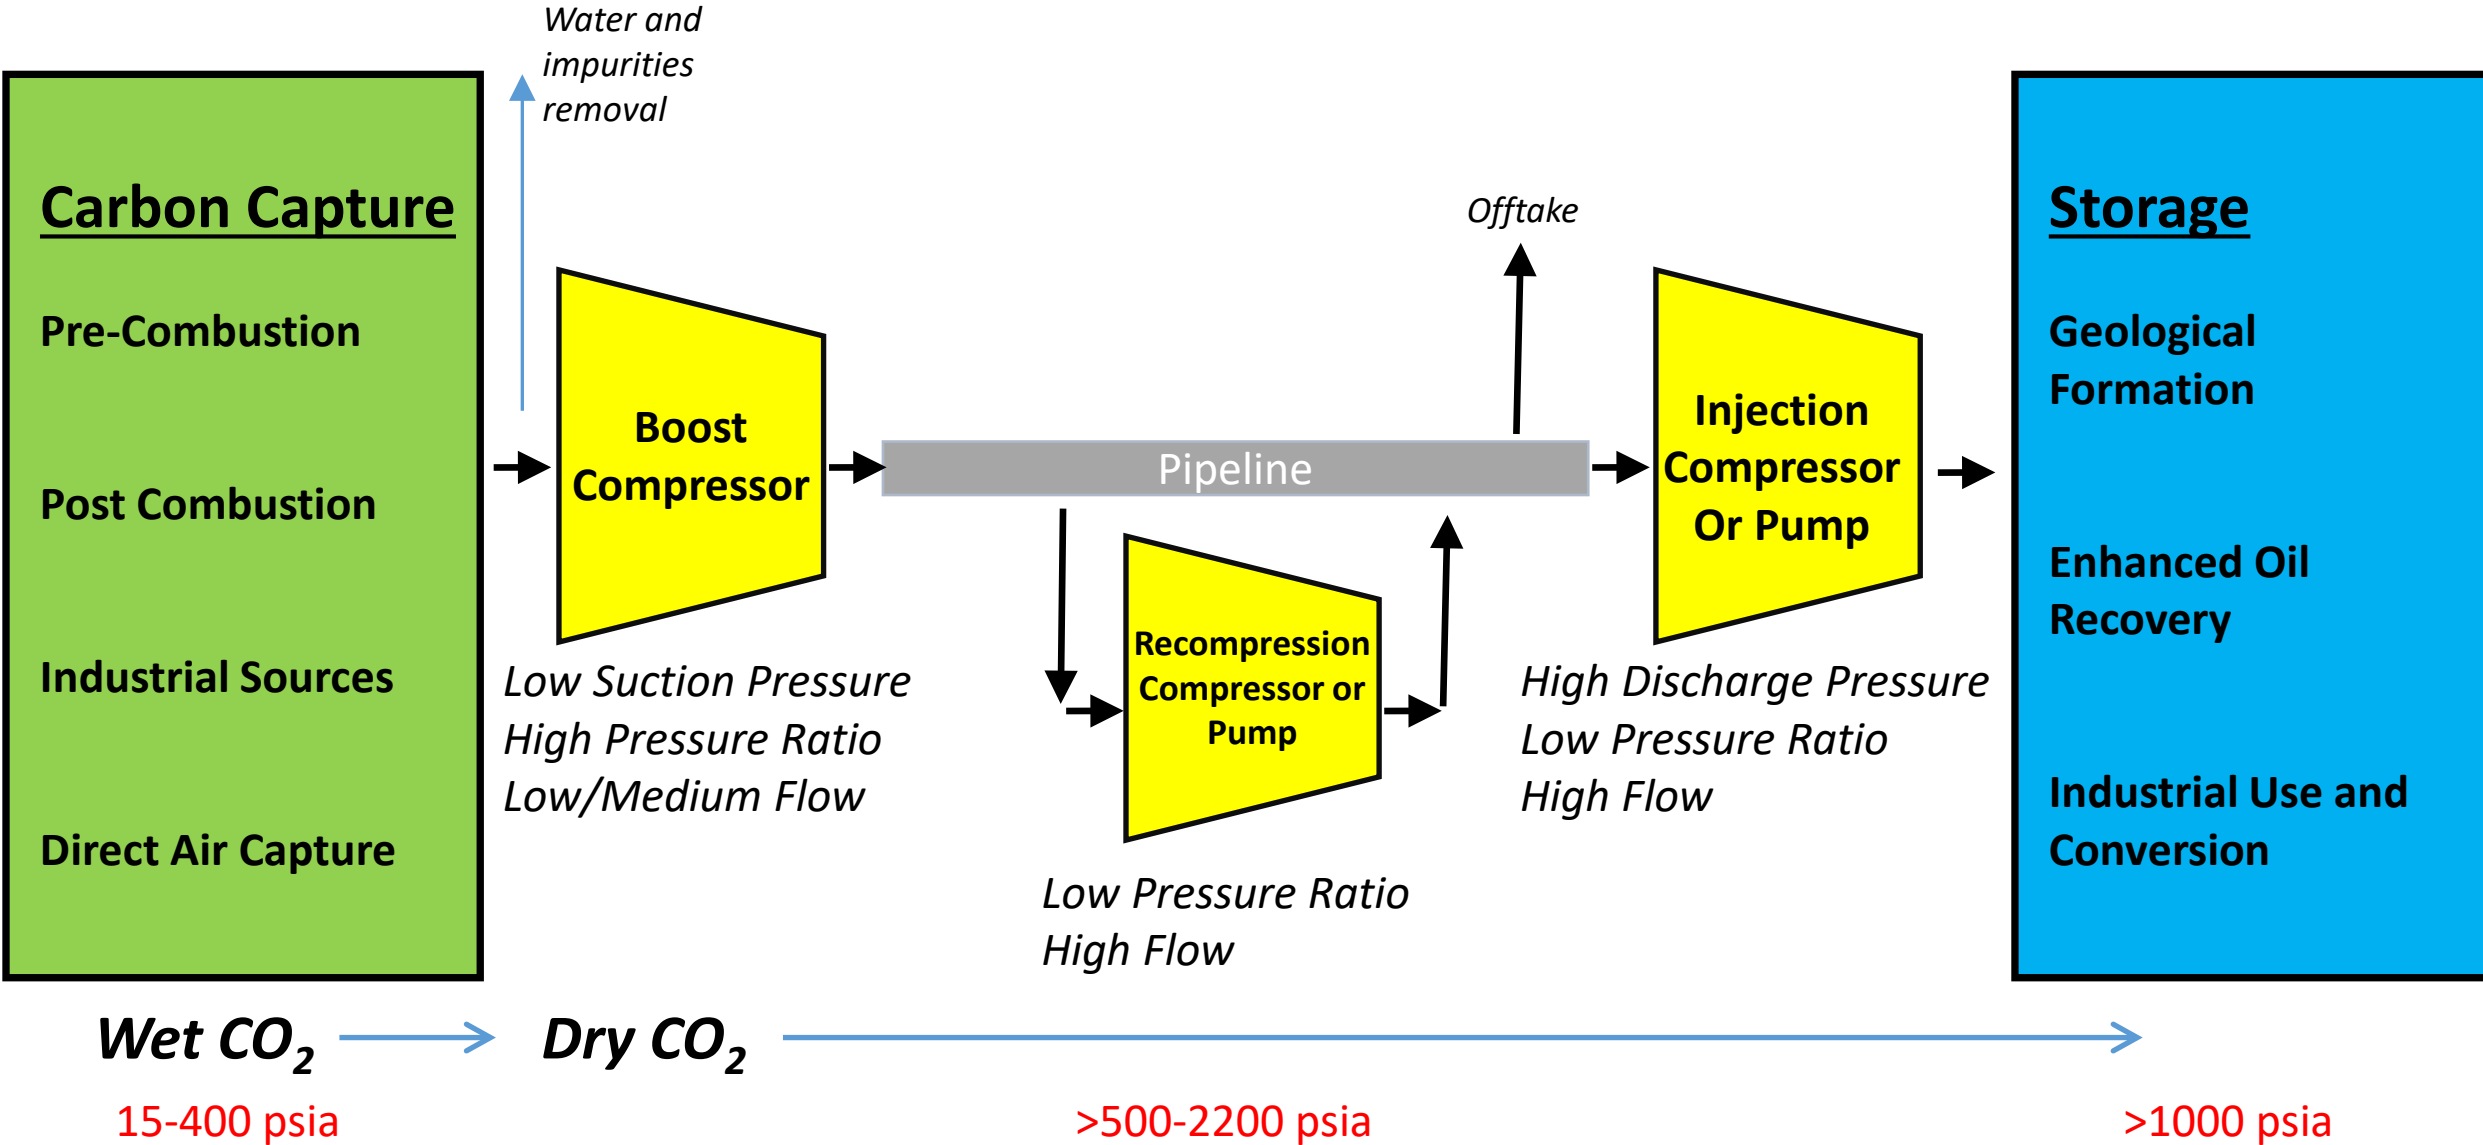 Water and
impurities
removal
Carbon Capture
Pre-Combustion
Post Combustion
Industrial Sources
Direct Air Capture
Boost
Compressor
Low Suction Pressure
High Pressure Ratio
Low/Medium Flow
Pipeline
Recompression
Compressor or
Pump
Low Pressure Ratio
High Flow
Offtake
Injection
Compressor
Or Pump
High Discharge Pressure
Low Pressure Ratio
High Flow
Storage
Geological
Formation
Enhanced Oil
Recovery
Industrial Use and
Conversion
Wet CO₂
Dry CO₂
15-400 psia
>500-2200 psia
>1000 psia